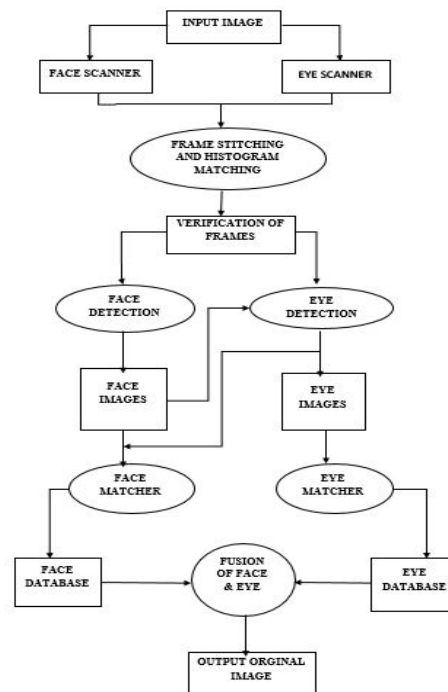 INPUT IMAGE
FACE SCANNER
EYE SCANNER
FRAME STITCHING
AND HISTOGRAM
MATCHING
VERIFICATION OF
FRAMES
FACE
DETECTION
EYE
DETECTION
FACE
IMAGES
EYE
IMAGES
FACE
MATCHER
EYE
MATCHER
FACE
DATABASE
FUSION
OF FACE
& EYE
EYE
DATABASE
OUTPUT ORGINAL
IMAGE